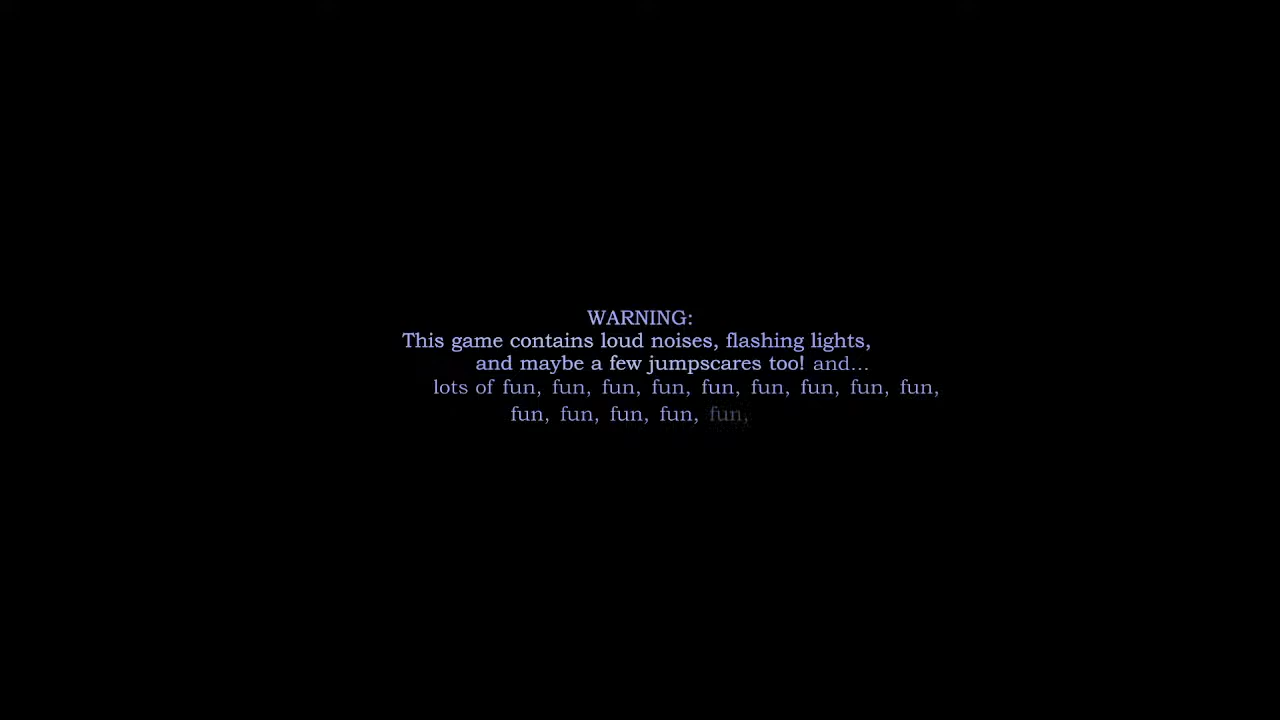 WARNING:
This game contains loud noises, flashing lights,
and maybe a few jumpscares too! and...
lots of fun, fun, fun, fun, fun, fun, fun, fun, fun,
fun, fun, fun, fun, fun,